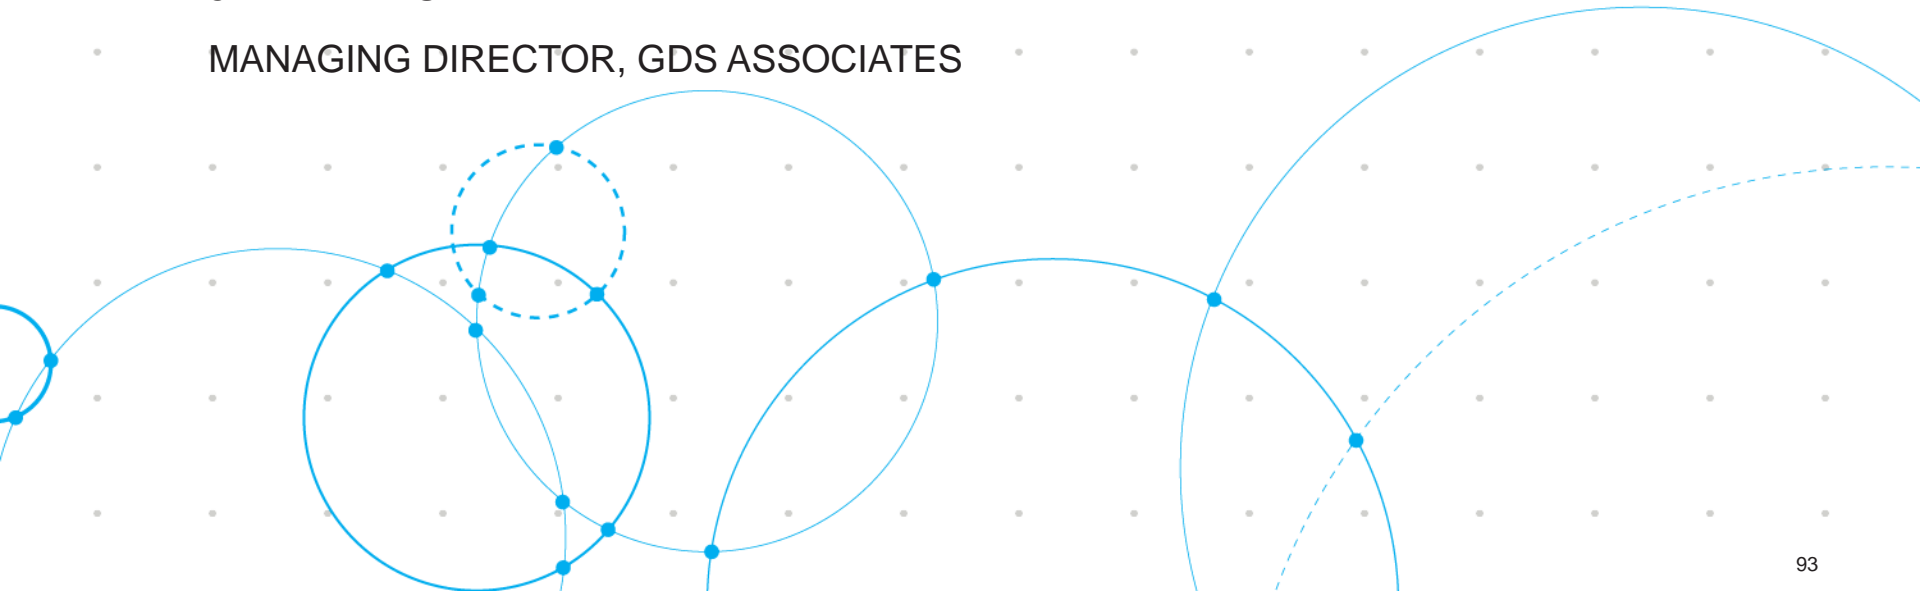 MANAGING DIRECTOR, GDS ASSOCIATES
93